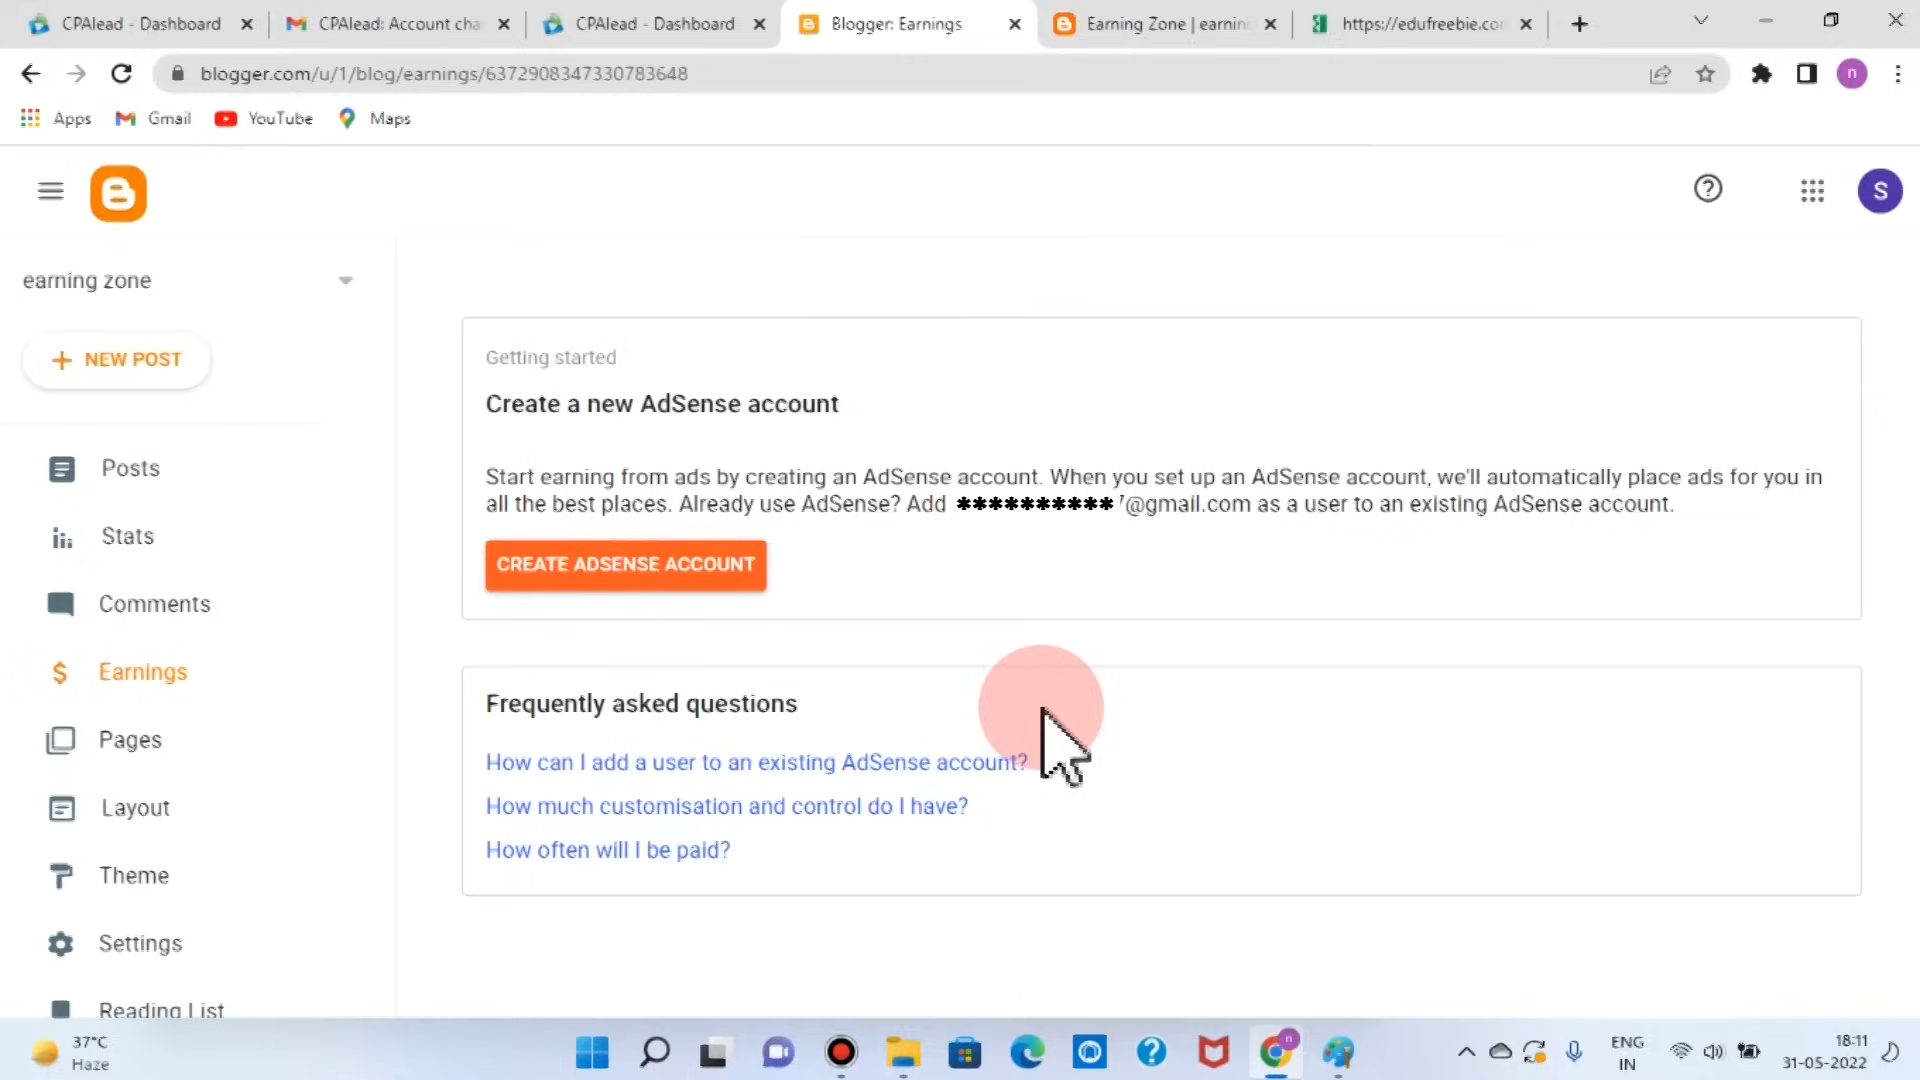 CPAlead - Dashboard
CPAlead: Account cha
CPAlead - Dashboard
Blogger: Earnings
Earning Zone | earning
https://edufreebie.com
blogger.com/u/1/blog/earnings/6372908347330783648
n
Apps
Gmail
YouTube
Maps
S
earning zone
NEW POST
Posts
Stats
Comments
Earnings
Pages
Layout
Theme
Settings
Reading List
Getting started
Create a new AdSense account
Start earning from ads by creating an AdSense account. When you set up an AdSense account, we'll automatically place ads for you in
all the best places. Already use AdSense? Add ********** @gmail.com as a user to an existing AdSense account.
CREATE ADSENSE ACCOUNT
Frequently asked questions
How can I add a user to an existing AdSense account?
How much customisation and control do I have?
How often will I be paid?
37°C
Haze
n
ENG
IN
18:11
31-05-2022